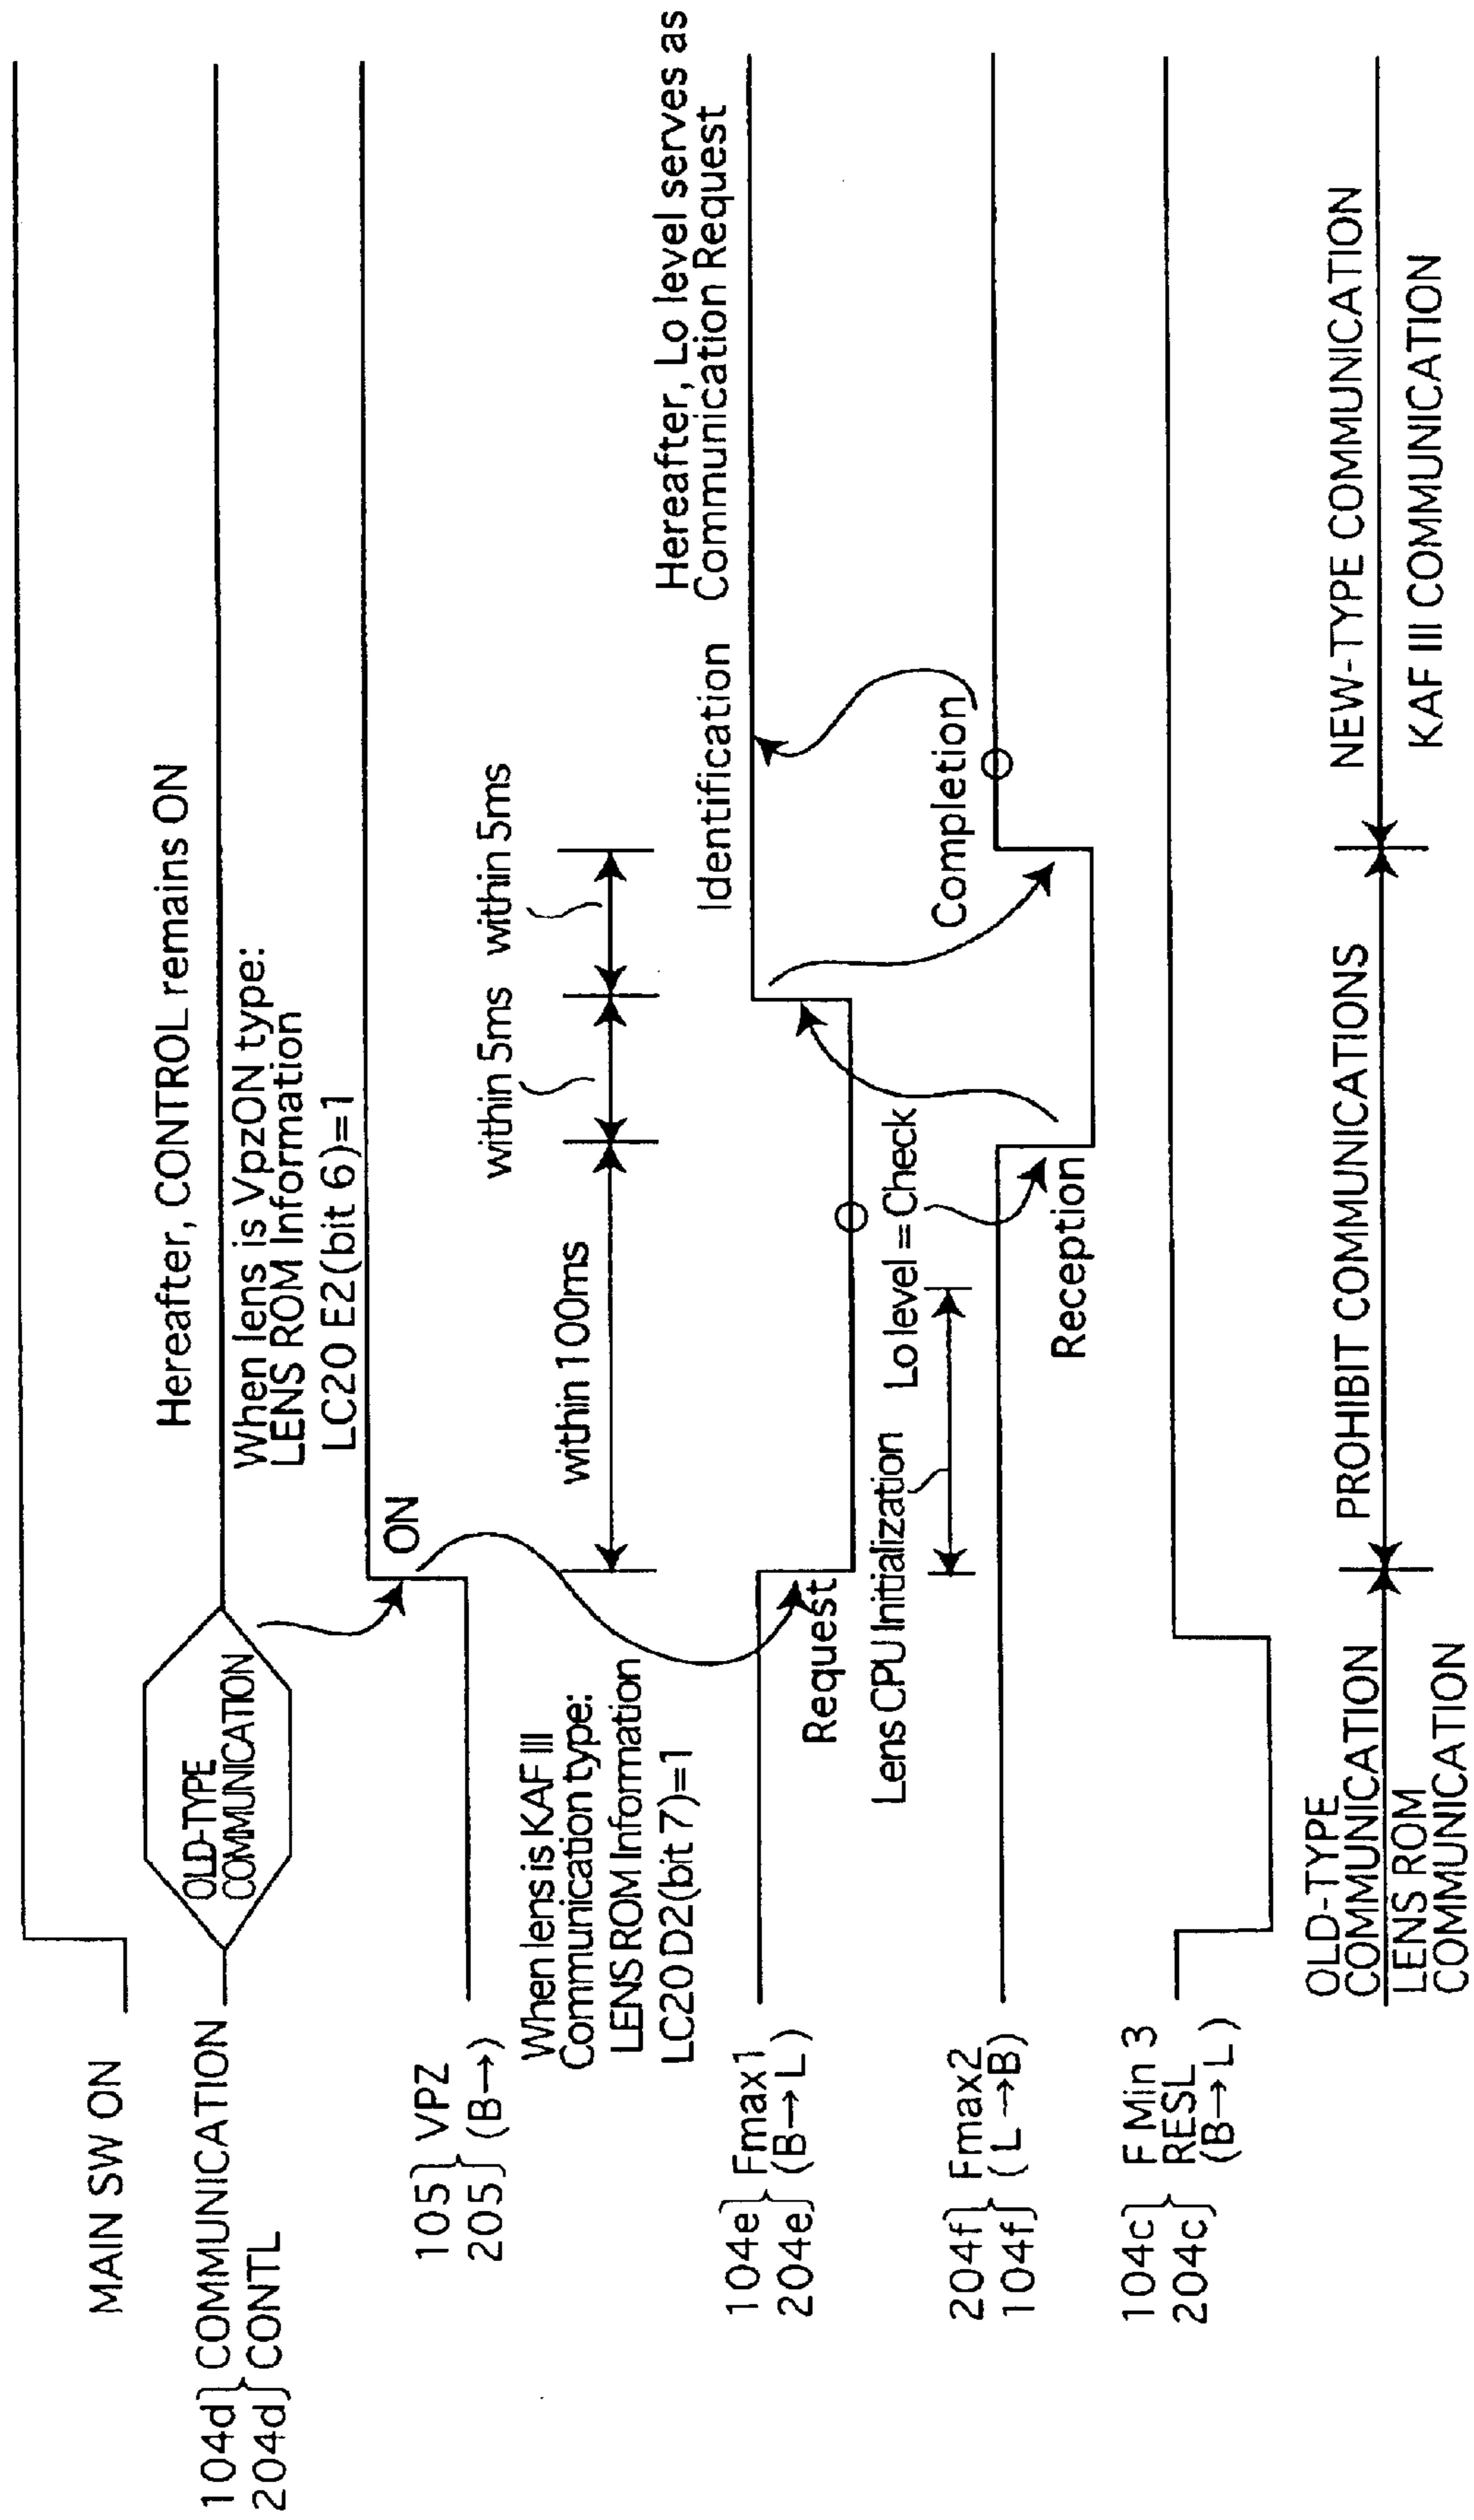 MAIN SW ON
104d
204d
COMMUNICATION
CONTL
OLD-TYPE
COMMUNICATION
Hereafter, CONTROL remains ON
When lens is VpzON type:
LENS ROM Information
LC20 E2(bit 6)=1
105
205
VPZ
(B→)
ON
When lens is KAF III
Communication type:
LENS ROM Information
LC20 D2(bit 7)=1
within 100ms
within 5ms
within 5ms
104e
204e
Fmax1
(B→L)
Request
Identification
Hereafter, Lo level serves as
Communication Request
Lens CPU Initialization
Lo level = Check
Completion
204f
104f
Fmax2
(L→B)
Reception
104c
204c
F Min 3
RESL
(B→L)
OLD-TYPE
COMMUNICATION
LENS ROM
COMMUNICATION
PROHIBIT COMMUNICATIONS
NEW-TYPE COMMUNICATION
KAF III COMMUNICATION